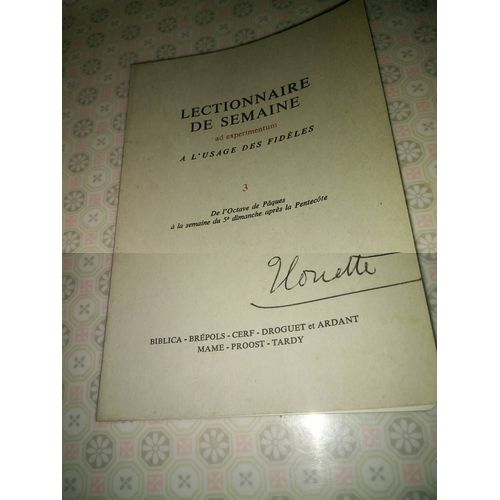 LECTIONNAIRE
DE SEMAINE
ad experimentum
A L'USAGE DES FIDÈLES
3
De l'Octave de Pâques
à la semaine du 5e dimanche après la Pentecôte
BIBLICA - BRÉPOLS - CERF - DROGUET et ARDANT
MAME - PROOST - TARDY